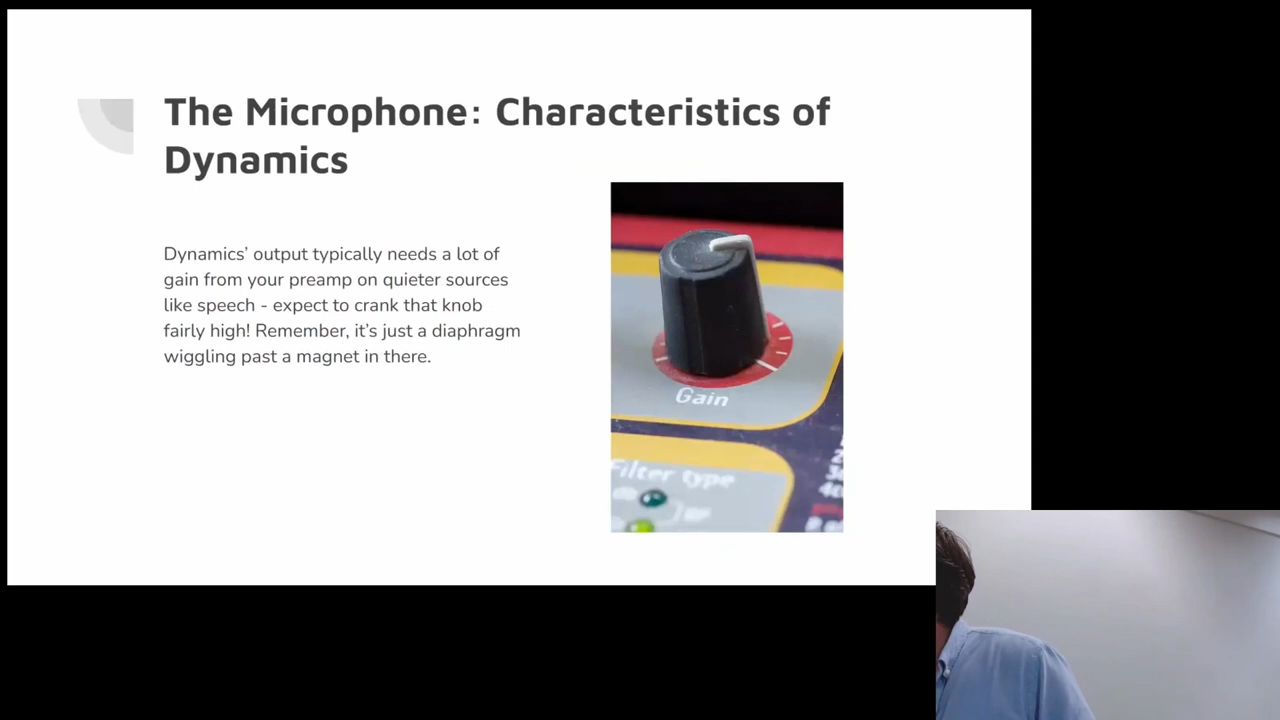 The Microphone: Characteristics of
Dynamics
Dynamics’ output typically needs a lot of
gain from your preamp on quieter sources
like speech - expect to crank that knob
fairly high! Remember, it’s just a diaphragm
wiggling past a magnet in there.
Gain
Filter type